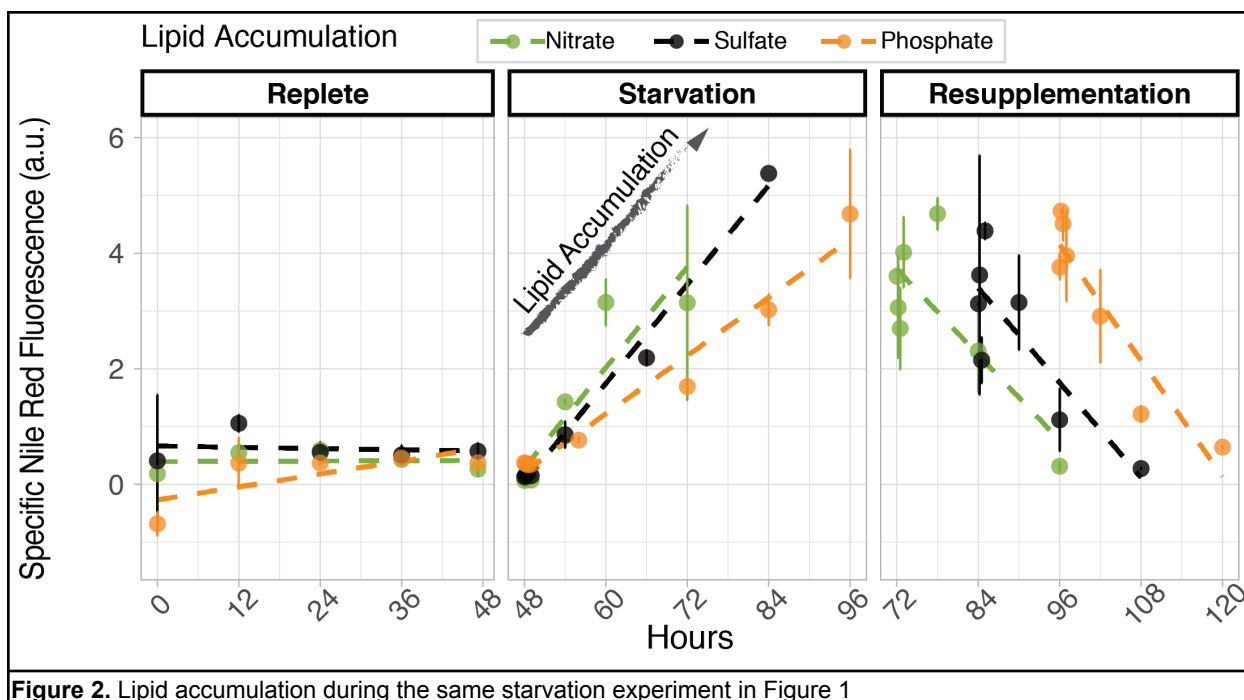 Lipid Accumulation
Nitrate Sulfate Phosphate
Replete Starvation Resupplementation
Specific Nile Red Fluorescence (a.u.)
6
4
2
0
Lipid Accumulation
0 12 24 36 48 48 60 72 84 96 72 84 96 108 120
Hours
Figure 2. Lipid accumulation during the same starvation experiment in Figure 1